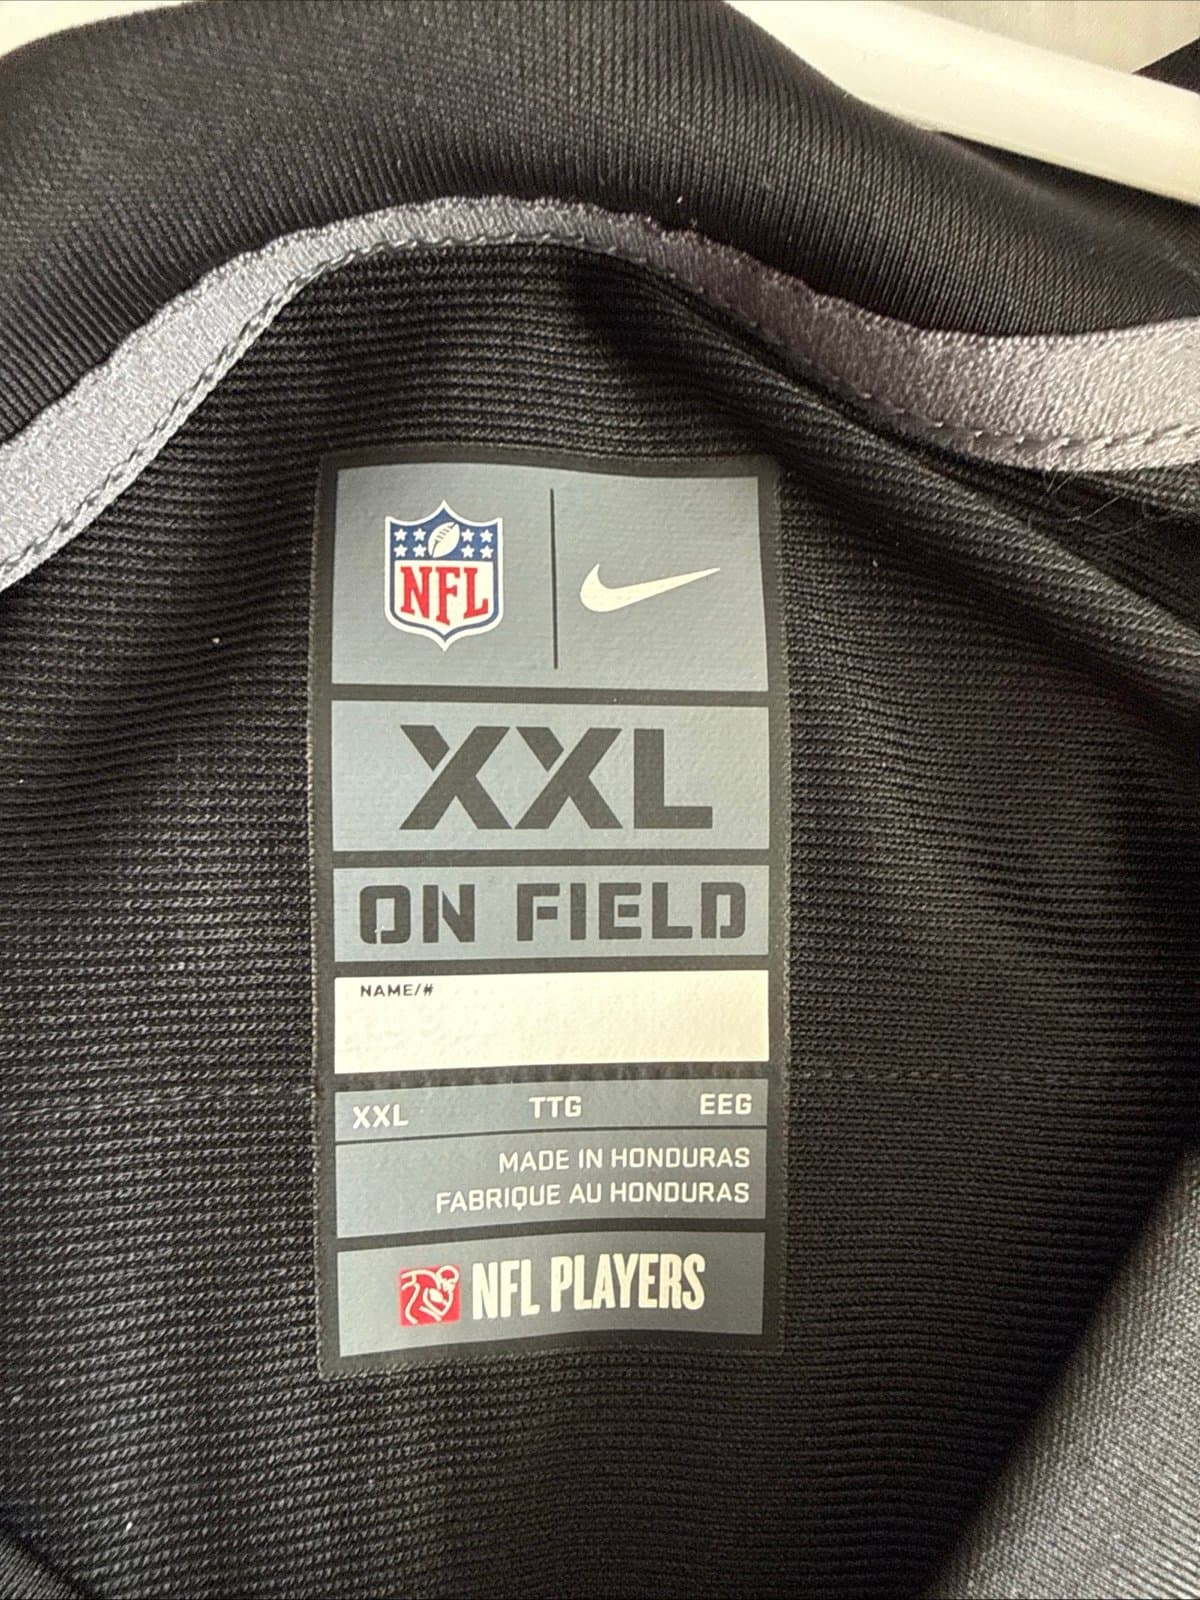 NFL
XXL
ON FIELD
NAME/#
XXL TTG EEG
MADE IN HONDURAS
FABRIQUE AU HONDURAS
NFL PLAYERS